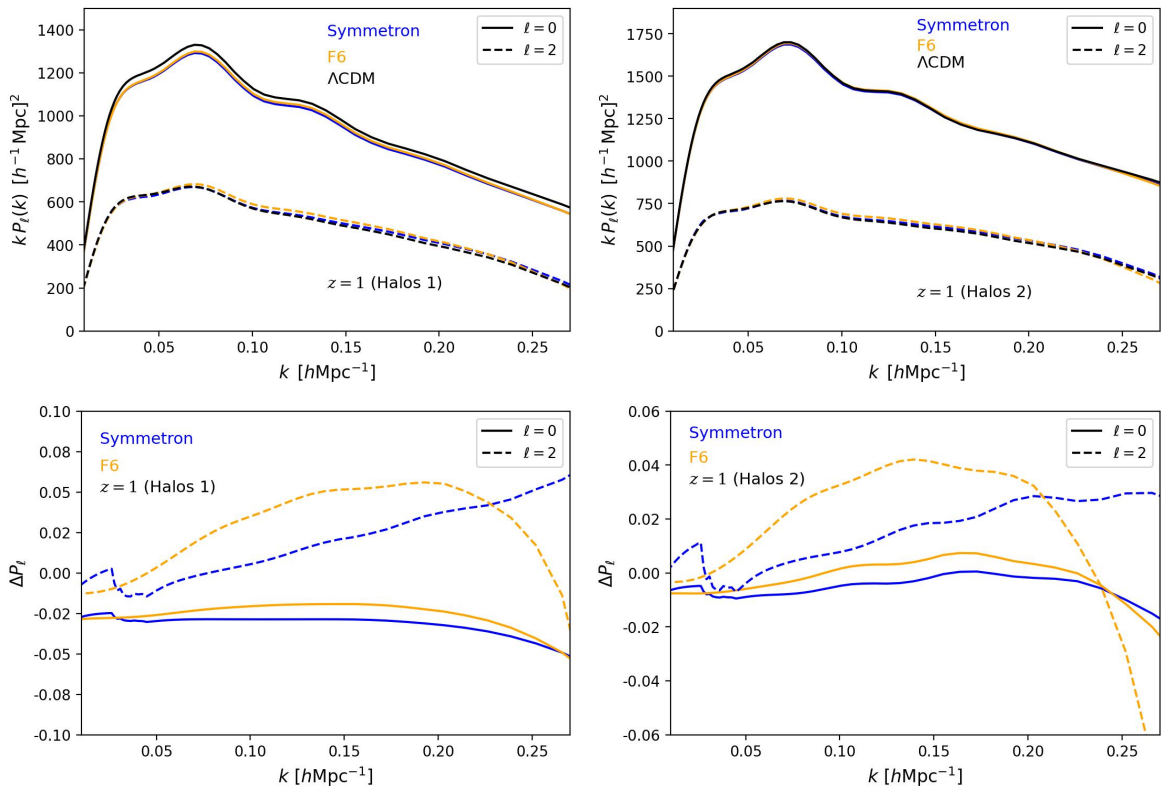 1400
1200
1000
800
600
400
200
0
k P_ℓ(k) [h⁻¹ Mpc]²
Symmetron
F6
ΛCDM
ℓ = 0
ℓ = 2
z = 1 (Halos 1)
0.05 0.10 0.15 0.20 0.25
k [hMpc⁻¹]
1750
1500
1250
1000
750
500
250
0
k P_ℓ(k) [h⁻¹ Mpc]²
Symmetron
F6
ΛCDM
ℓ = 0
ℓ = 2
z = 1 (Halos 2)
0.05 0.10 0.15 0.20 0.25
k [hMpc⁻¹]
0.10
0.08
0.05
0.02
0.00
-0.02
-0.05
-0.08
-0.10
ΔP_ℓ
Symmetron
F6
z = 1 (Halos 1)
ℓ = 0
ℓ = 2
0.05 0.10 0.15 0.20 0.25
k [hMpc⁻¹]
0.06
0.04
0.02
0.00
-0.02
-0.04
-0.06
ΔP_ℓ
Symmetron
F6
z = 1 (Halos 2)
ℓ = 0
ℓ = 2
0.05 0.10 0.15 0.20 0.25
k [hMpc⁻¹]